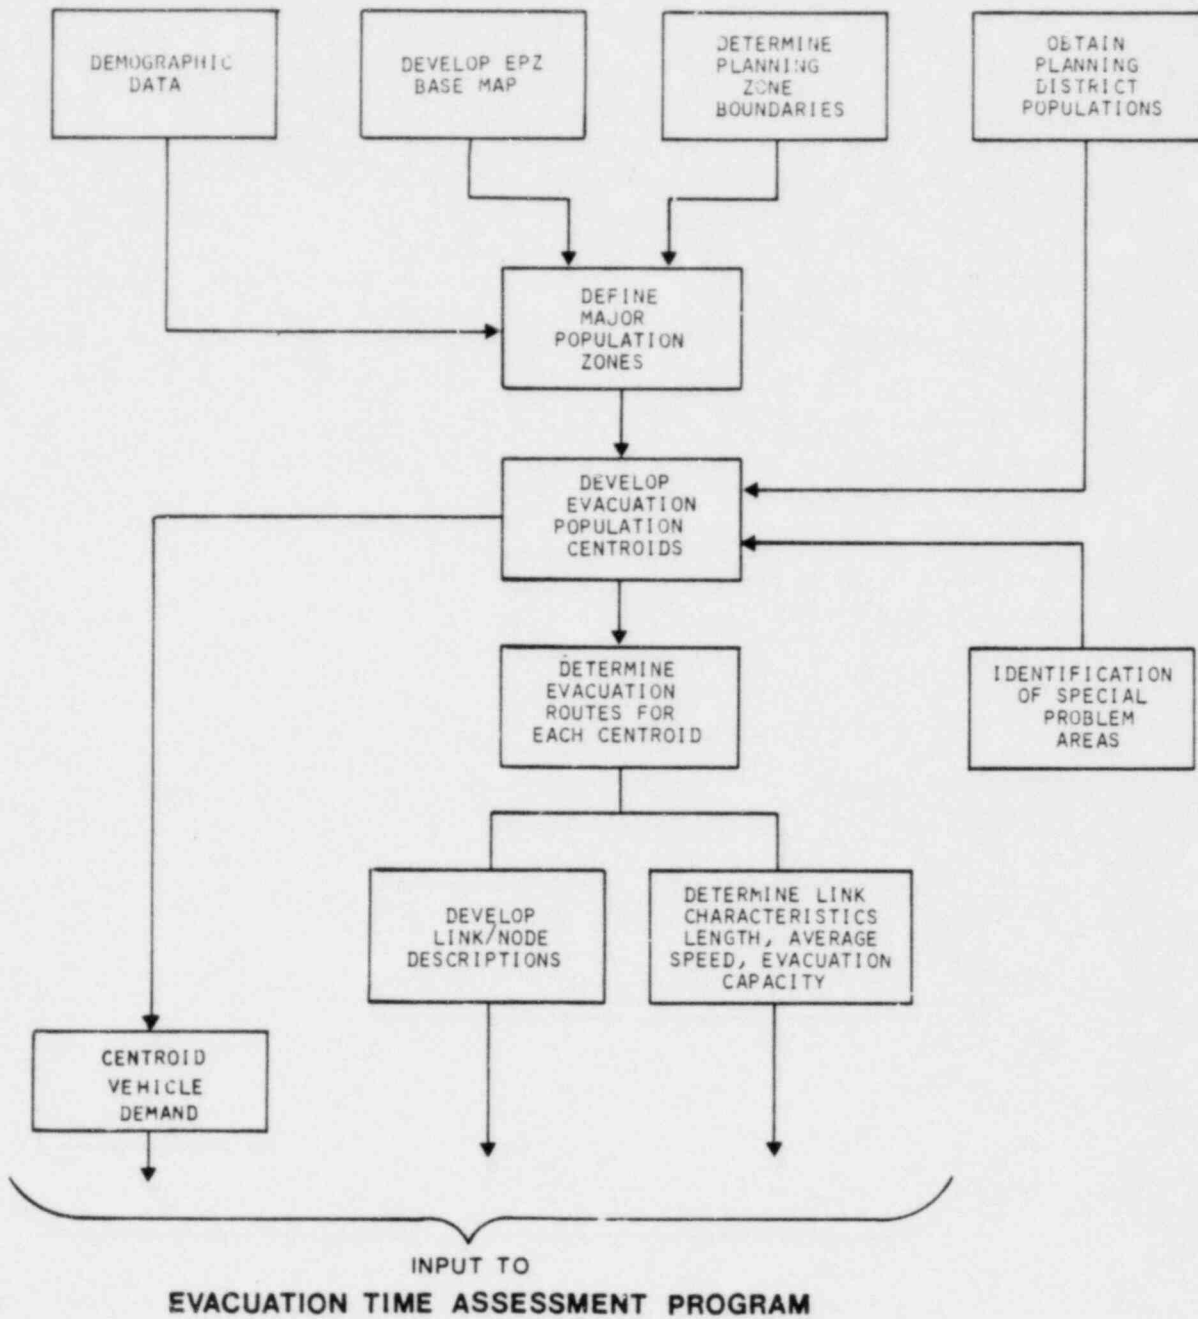 DEMOGRAPHIC
DATA
DEVELOP EPZ
BASE MAP
DETERMINE
PLANNING
ZONE
BOUNDARIES
OBTAIN
PLANNING
DISTRICT
POPULATIONS
DEFINE
MAJOR
POPULATION
ZONES
DEVELOP
EVACUATION
POPULATION
CENTROIDS
DETERMINE
EVACUATION
ROUTES FOR
EACH CENTROID
IDENTIFICATION
OF SPECIAL
PROBLEM
AREAS
DEVELOP
LINK/NODE
DESCRIPTIONS
DETERMINE LINK
CHARACTERISTICS
LENGTH, AVERAGE
SPEED, EVACUATION
CAPACITY
CENTROID
VEHICLE
DEMAND
INPUT TO
EVACUATION TIME ASSESSMENT PROGRAM